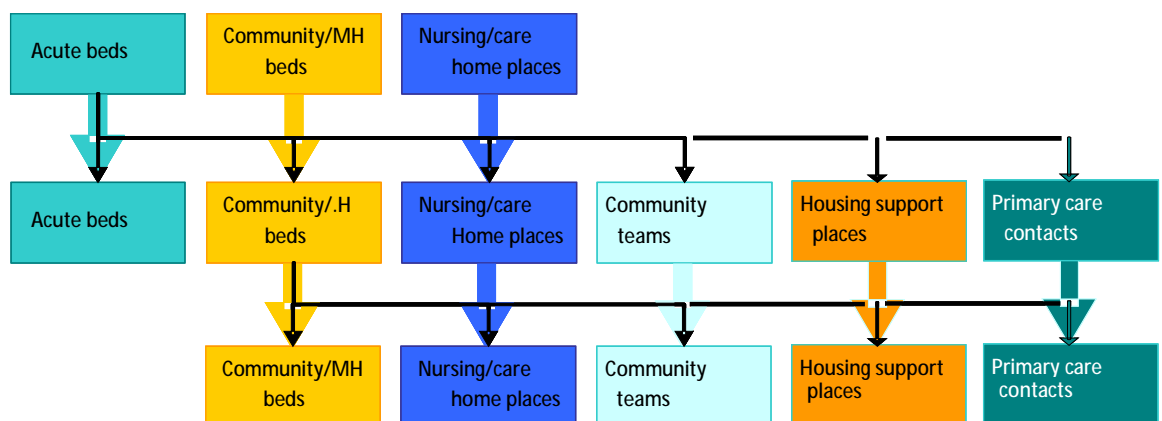 Acute beds
Community/MH
beds
Nursing/care
home places
Acute beds
Community/.H
beds
Nursing/care
Home places
Community
teams
Housing support
places
Primary care
contacts
Community/MH
beds
Nursing/care
home places
Community
teams
Housing support
places
Primary care
contacts